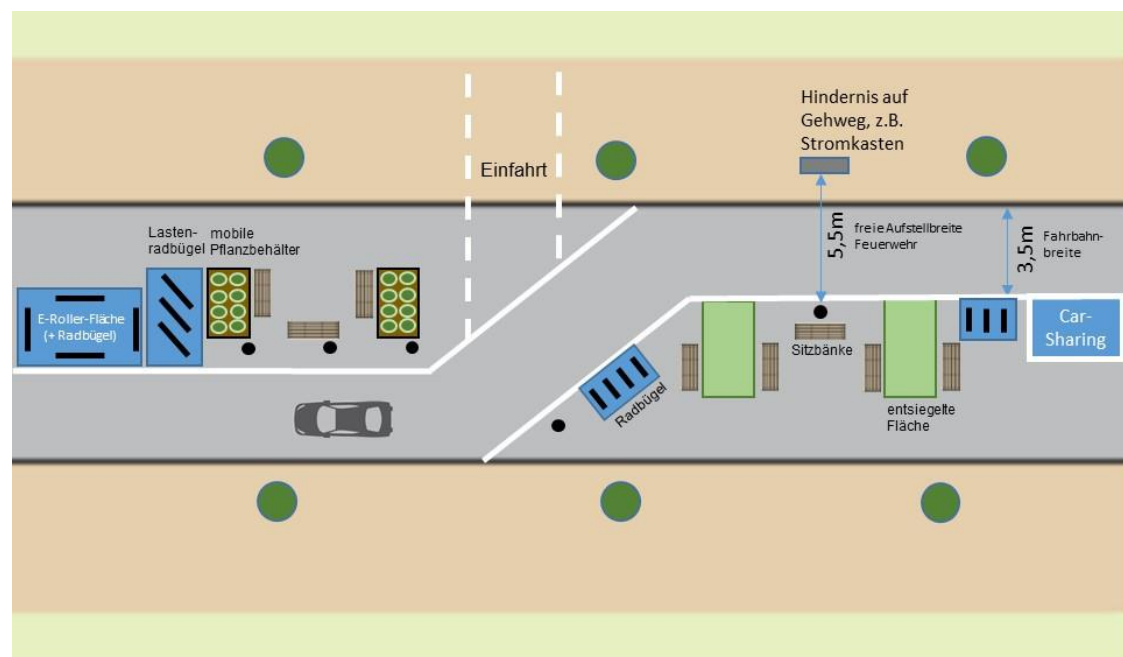 Hindernis auf
Gehweg, z.B.
Stromkasten
Einfahrt
Lasten-
radbügel
mobile
Pflanzbehälter
5,5m
freie Aufstellbreite
Feuerwehr
3,5m
Fahrbahn-
breite
E-Roller-Fläche
(+ Radbügel)
Car-
Sharing
Sitzbänke
Radbügel
entsiegelte
Fläche